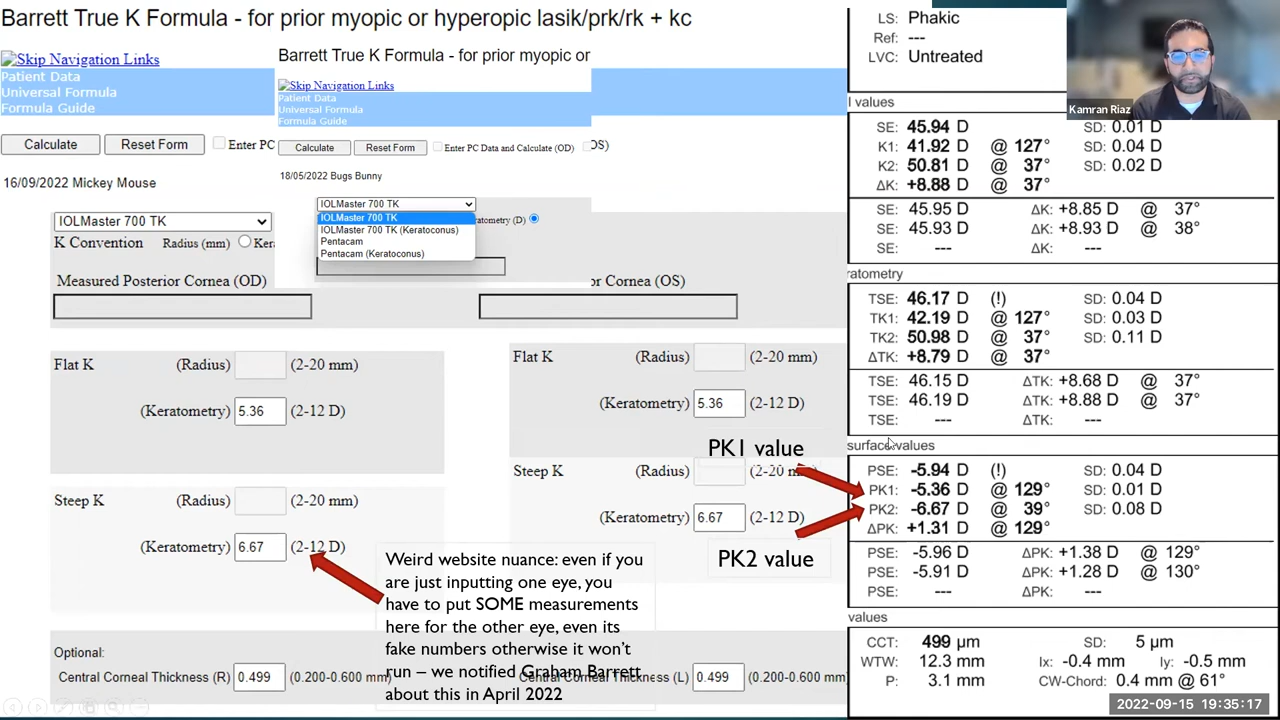 Barrett True K Formula - for prior myopic or hyperopic lasik/prk/rk + kc
Skip Navigation Links
Patient Data
Universal Formula
Formula Guide
Calculate
Reset Form
Enter PC
OS)
16/09/2022 Mickey Mouse
IOLMaster 700 TK
K Convention Radius (mm) Ker
Measured Posterior Cornea (OD)
or Cornea (OS)
Barrett True K Formula - for prior myopic or
Skip Navigation Links
Patient Data
Universal Formula
Formula Guide
Calculate
Reset Form
Enter PC Data and Calculate (OD)
18/05/2022 Bugs Bunny
IOLMaster 700 TK
IOLMaster 700 TK
IOLMaster 700 TK (Keratoconus)
Pentacam
Pentacam (Keratoconus)
eratometry (D)
Flat K (Radius) (2-20 mm)
(Keratometry) 5.36 (2-12 D)
Steep K (Radius) (2-20 mm)
(Keratometry) 6.67 (2-12 D)
Flat K (Radius) (2-20 mm)
(Keratometry) 5.36 (2-12 D)
Steep K (Radius) (2-20 mm)
(Keratometry) 6.67 (2-12 D)
PK1 value
PK2 value
Weird website nuance: even if you
are just inputting one eye, you
have to put SOME measurements
here for the other eye, even its
fake numbers otherwise it won't
run – we notified Graham Barrett
about this in April 2022
Optional:
Central Corneal Thickness (R) 0.499 (0.200-0.600 mm)
Central Corneal Thickness (L) 0.499 (0.200-0.600 mm)
LS: Phakic
Ref: ---
LVC: Untreated
l values
SE: 45.94 D SD: 0.01 D
K1: 41.92 D @ 127° SD: 0.04 D
K2: 50.81 D @ 37° SD: 0.02 D
ΔK: +8.88 D @ 37°
SE: 45.95 D ΔK: +8.85 D @ 37°
SE: 45.93 D ΔK: +8.93 D @ 38°
SE: --- ΔK: ---
ratometry
TSE: 46.17 D (!) SD: 0.04 D
TK1: 42.19 D @ 127° SD: 0.03 D
TK2: 50.98 D @ 37° SD: 0.11 D
ΔTK: +8.79 D @ 37°
TSE: 46.15 D ΔTK: +8.68 D @ 37°
TSE: 46.19 D ΔTK: +8.88 D @ 37°
TSE: --- ΔTK: ---
surface values
PSE: -5.94 D (!) SD: 0.04 D
PK1: -5.36 D @ 129° SD: 0.01 D
PK2: -6.67 D @ 39° SD: 0.08 D
ΔPK: +1.31 D @ 129°
PSE: -5.96 D ΔPK: +1.38 D @ 129°
PSE: -5.91 D ΔPK: +1.28 D @ 130°
PSE: --- ΔPK: ---
values
CCT: 499 µm SD: 5 µm
WTW: 12.3 mm Ix: -0.4 mm Iy: -0.5 mm
P: 3.1 mm CW-Chord: 0.4 mm @ 61°
Kamran Riaz
2022-09-15 19:35:17